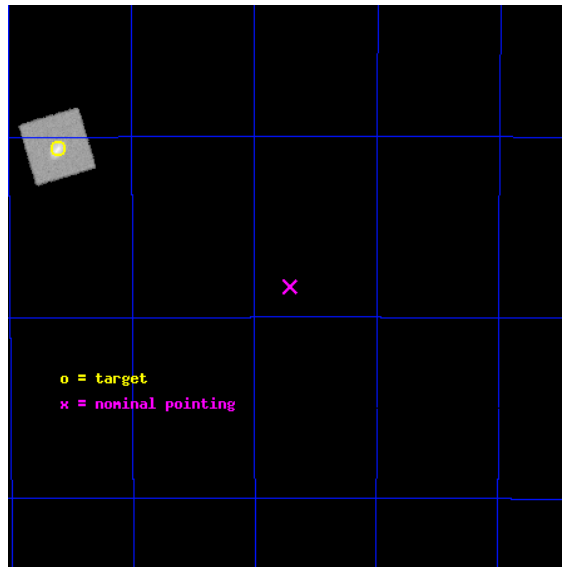 o = target
x = nominal pointing